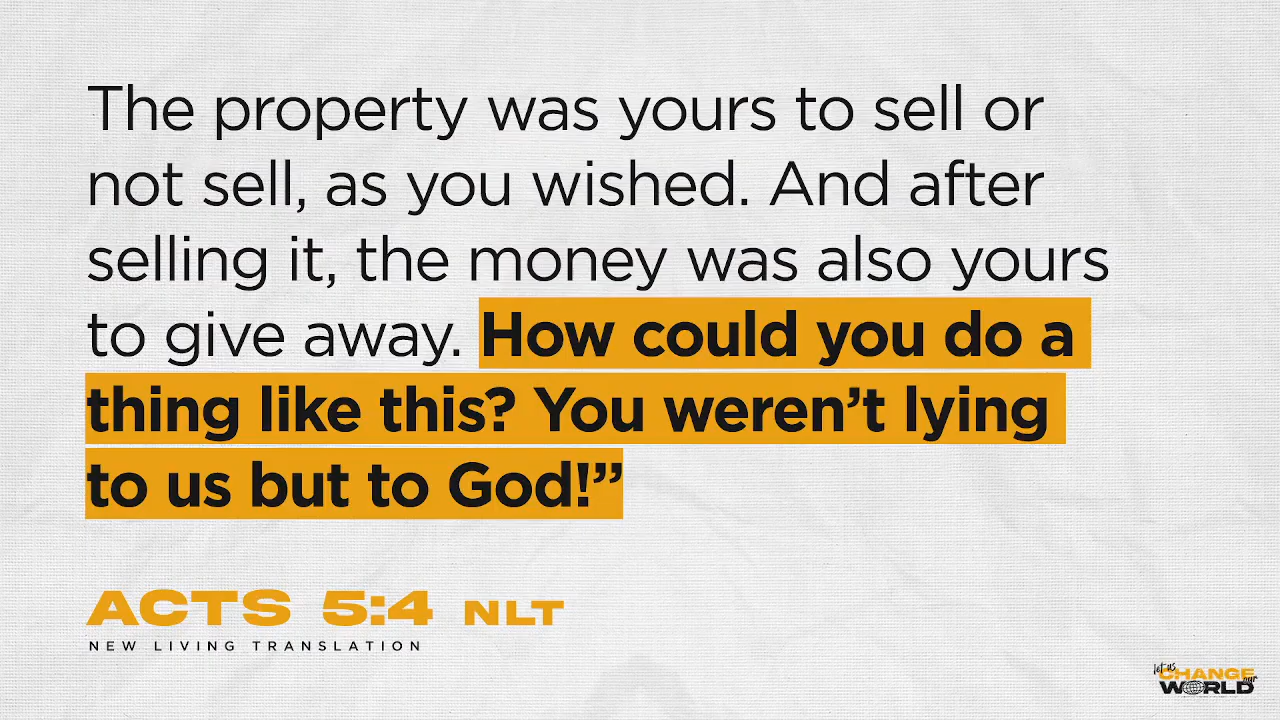 The property was yours to sell or
not sell, as you wished. And after
selling it, the money was also yours
to give away. How could you do a
thing like this? You weren’t lying
to us but to God!”
ACTS 5:4 NLT
NEW LIVING TRANSLATION
let us
CHANGE
our
WORLD